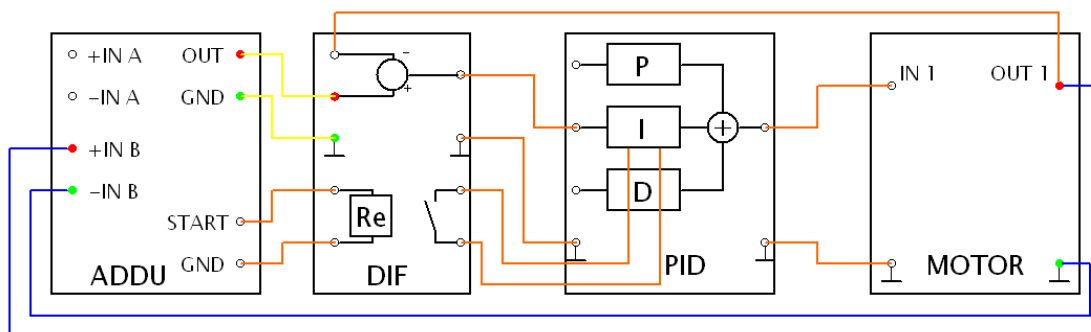 +IN A OUT
-IN A GND
+IN B
-IN B
START
GND
ADDU
-
+
Re
DIF
P
I
+
D
PID
IN 1 OUT 1
MOTOR